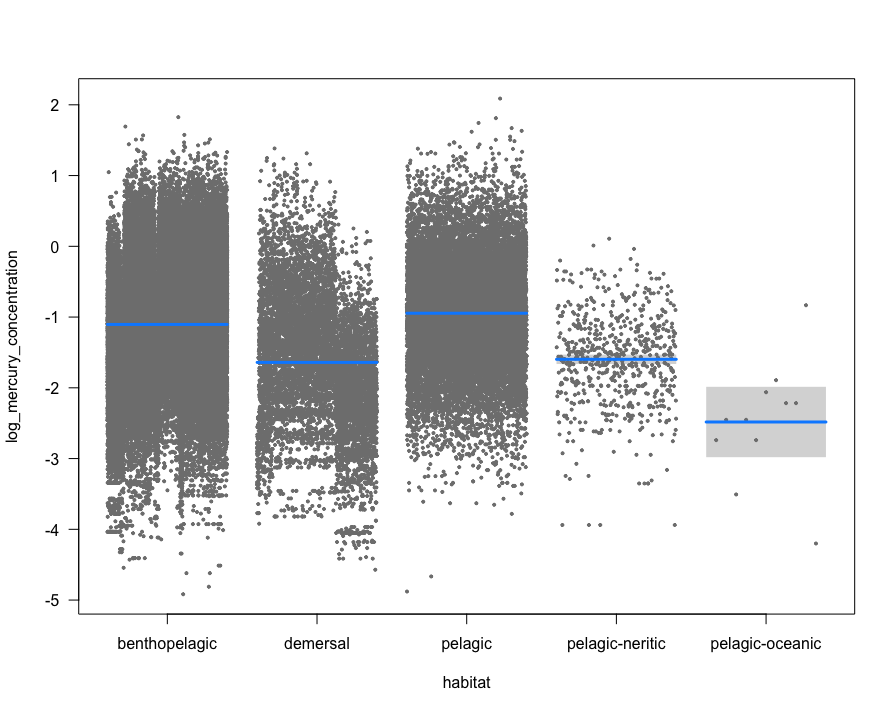 2
1
0
-1
-2
-3
-4
-5
log_mercury_concentration
benthopelagic
demersal
pelagic
pelagic-neritic
pelagic-oceanic
habitat